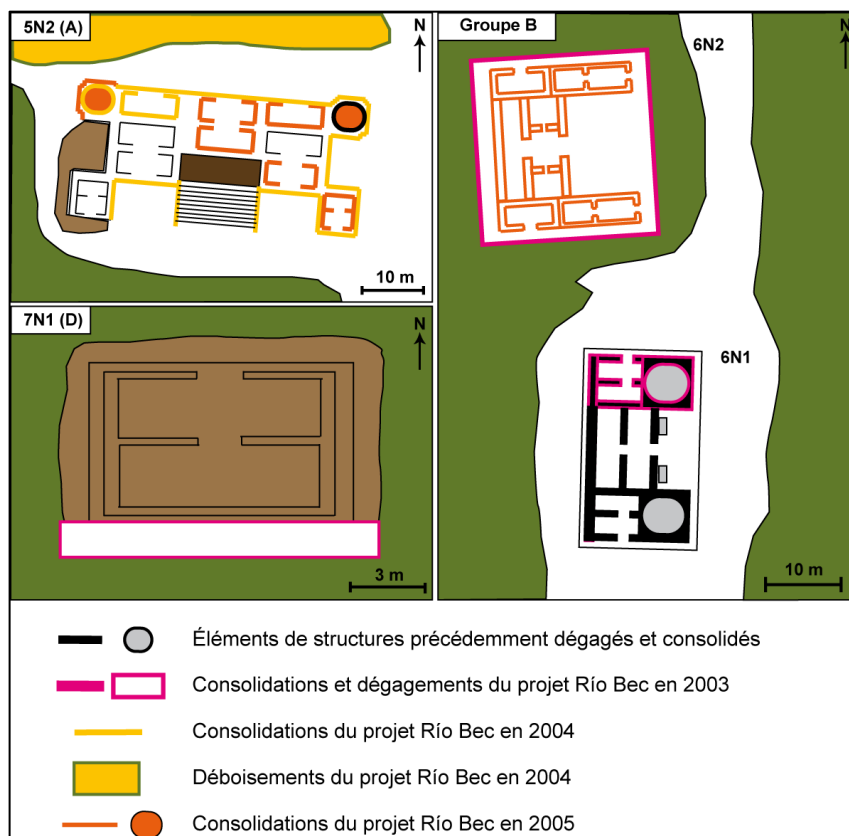 5N2 (A)
N
10 m
7N1 (D)
N
3 m
Groupe B
6N2
N
6N1
10 m
Éléments de structures précédemment dégagés et consolidés
Consolidations et dégagements du projet Río Bec en 2003
Consolidations du projet Río Bec en 2004
Déboisements du projet Río Bec en 2004
Consolidations du projet Río Bec en 2005